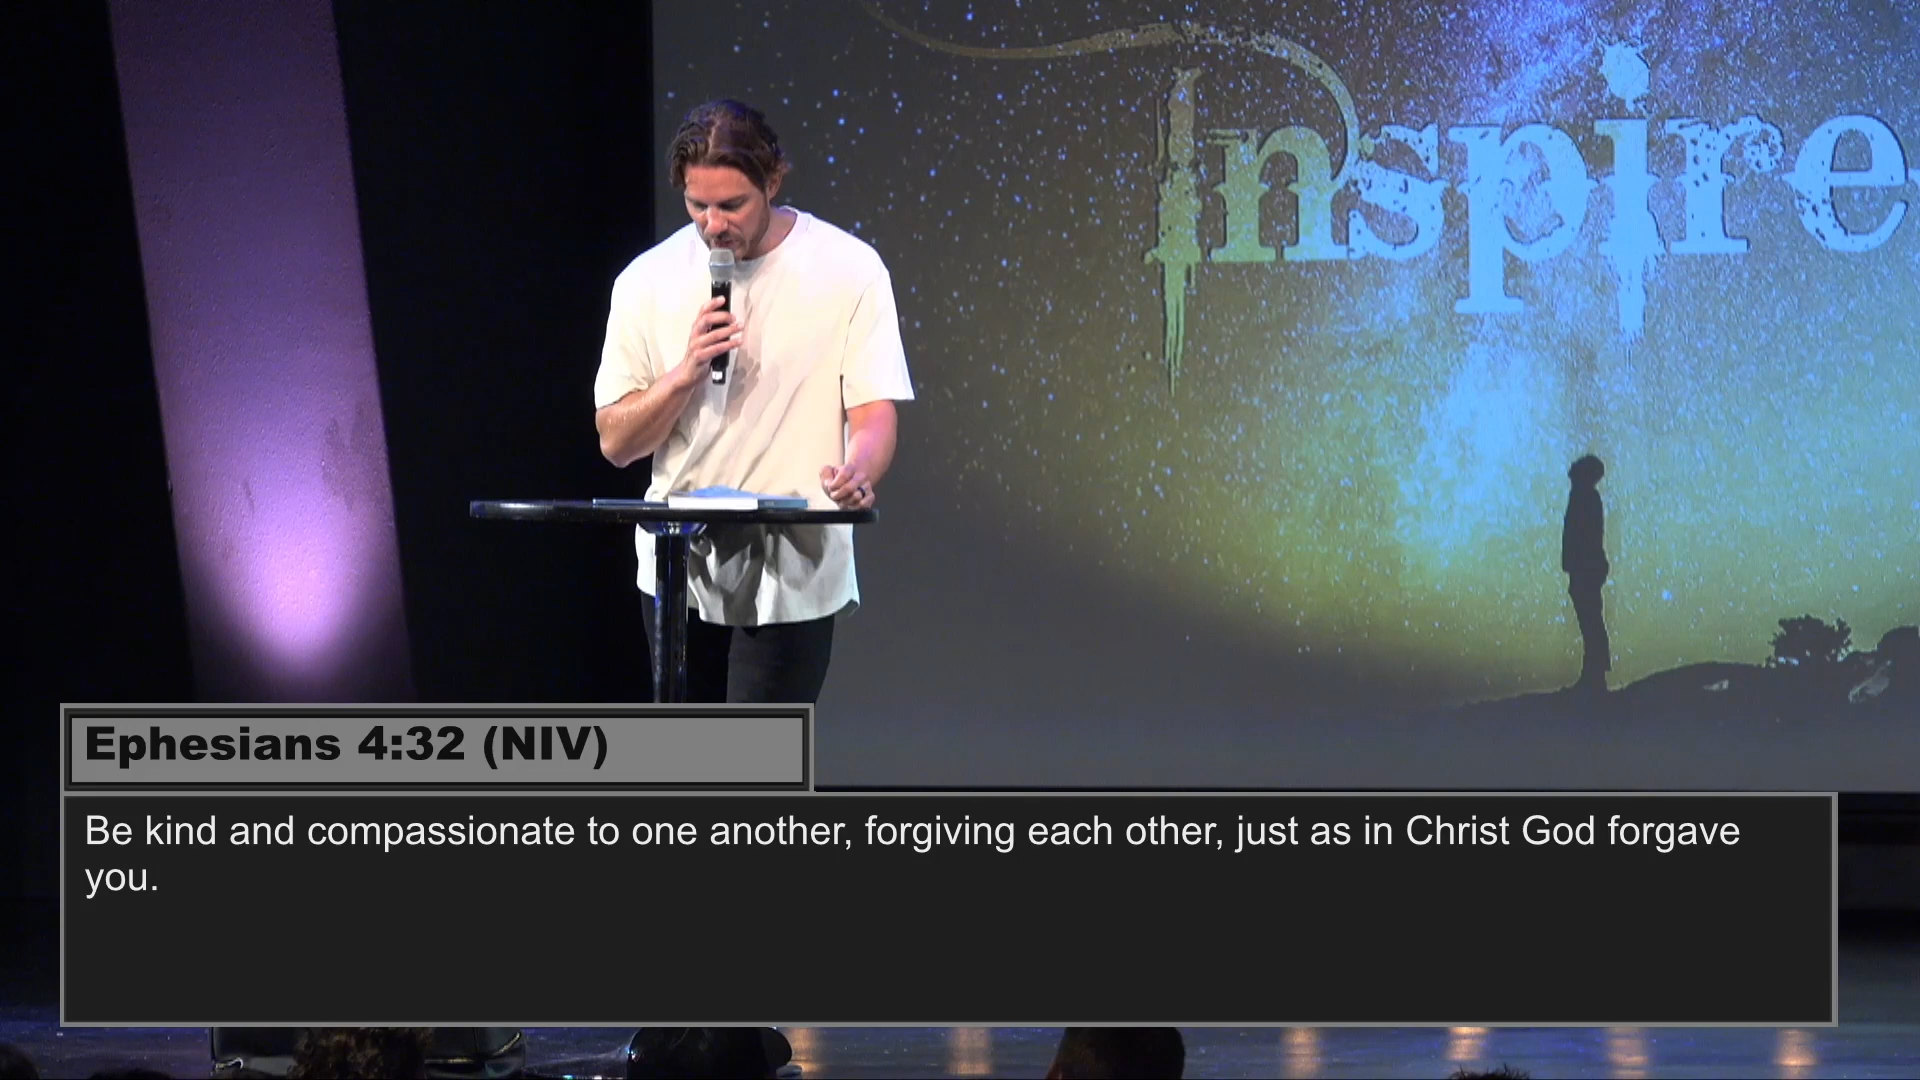 Inspire
Ephesians 4:32 (NIV)
Be kind and compassionate to one another, forgiving each other, just as in Christ God forgave
you.